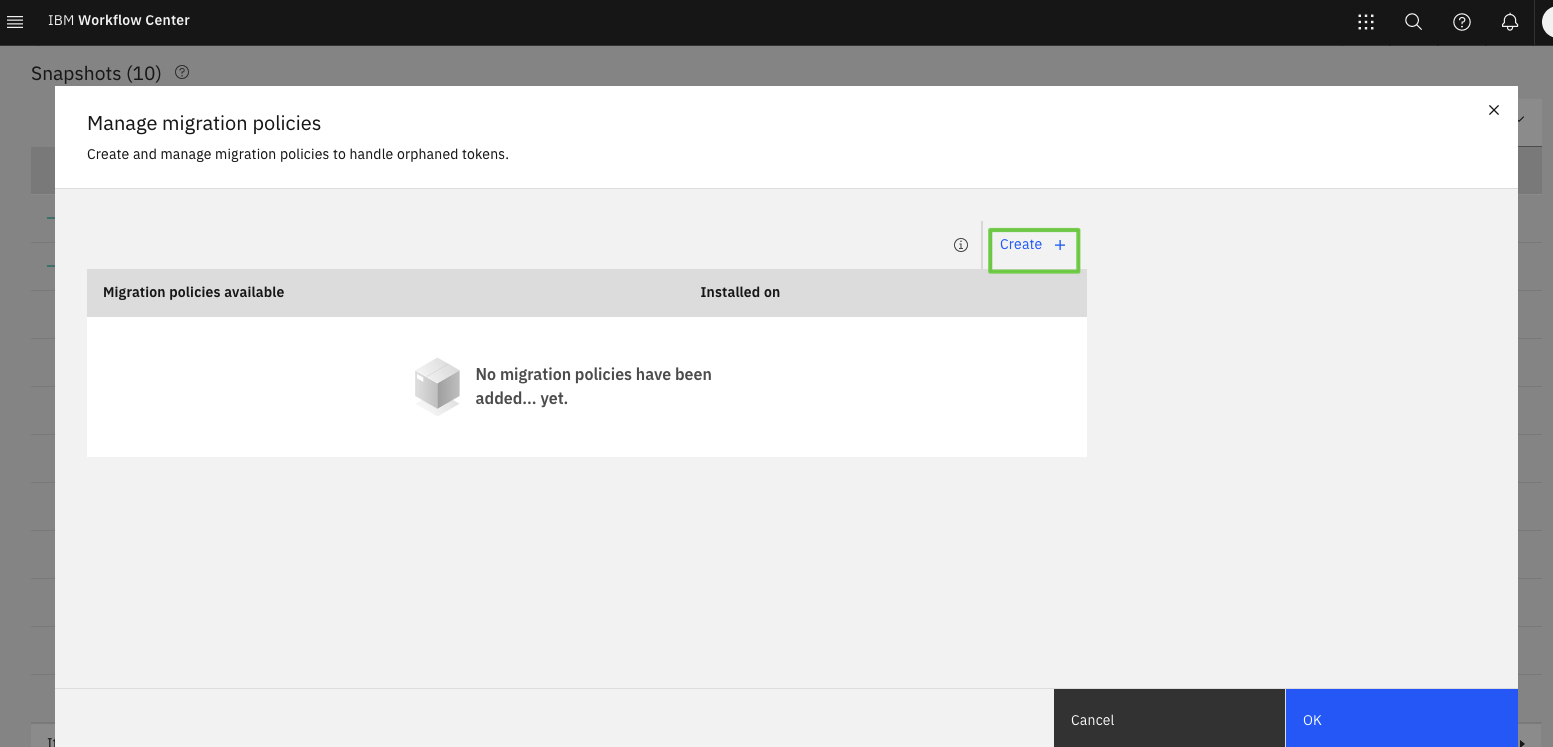 IBM Workflow Center
Snapshots (10)
Manage migration policies
Create and manage migration policies to handle orphaned tokens.
Create +
Migration policies available
Installed on
No migration policies have been
added... yet.
Cancel
OK